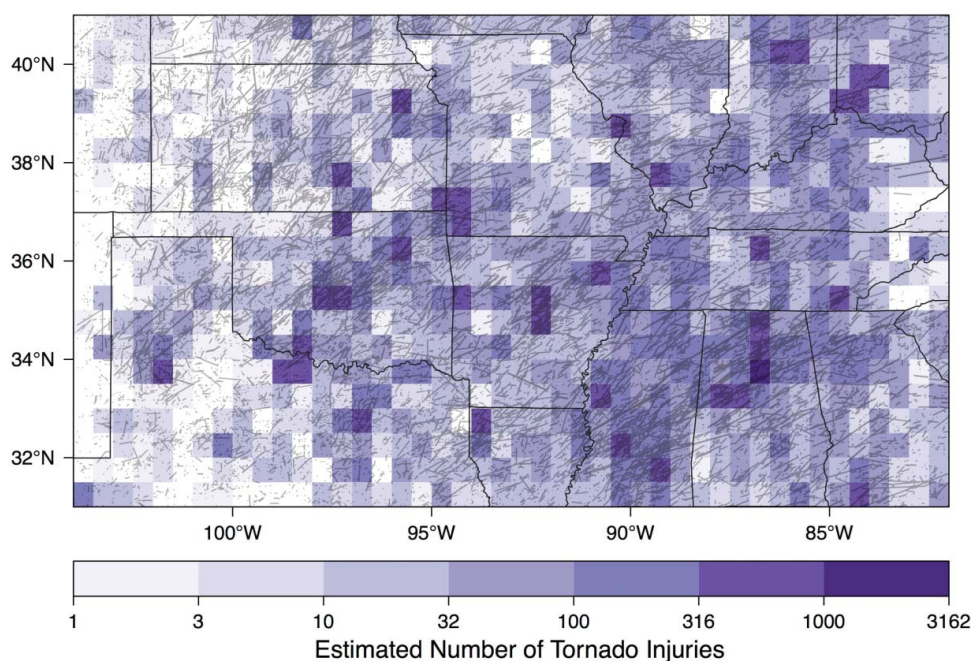 40°N
38°N
36°N
34°N
32°N
100°W 95°W 90°W 85°W
1 3 10 32 100 316 1000 3162
Estimated Number of Tornado Injuries